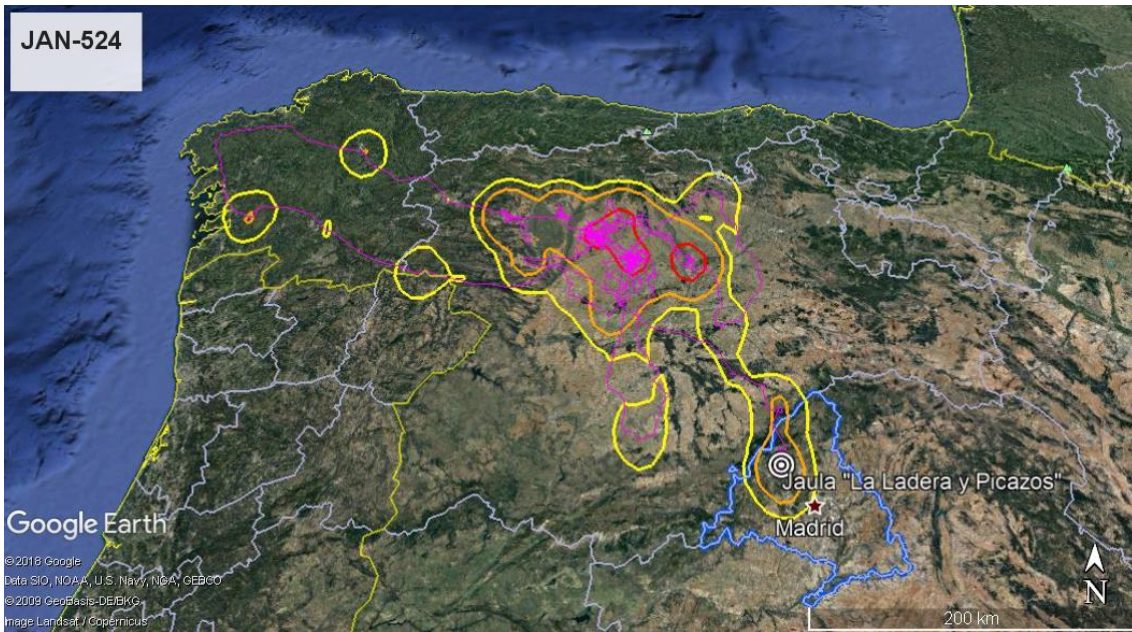 JAN-524
Jaula "La Ladera y Picazos"
Madrid
Google Earth
©2018 Google
Data SIO, NOAA, U.S. Navy, NGA, GEBCO
©2009 GeoBasis-DE/BKG
Image Landsat / Copernicus
N
200 km